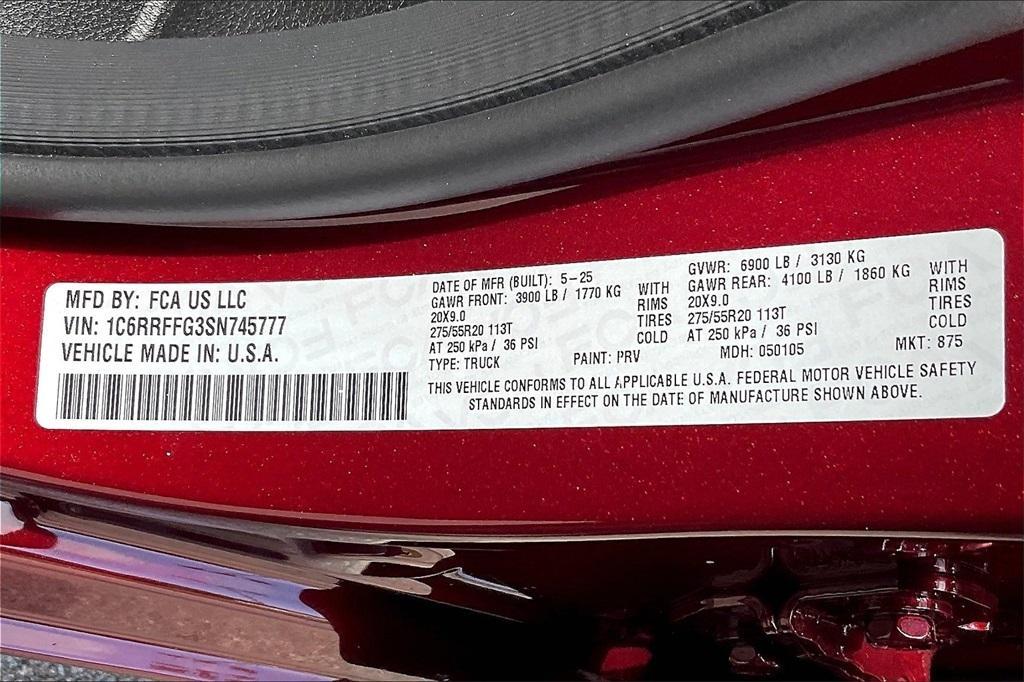 MFD BY: FCA US LLC
VIN: 1C6RRFFG3SN745777
VEHICLE MADE IN: U.S.A.
DATE OF MFR (BUILT): 5-25
GAWR FRONT: 3900 LB / 1770 KG WITH
20X9.0 RIMS
275/55R20 113T TIRES
AT 250 kPa / 36 PSI COLD
GVWR: 6900 LB / 3130 KG
GAWR REAR: 4100 LB / 1860 KG WITH
20X9.0 RIMS
275/55R20 113T TIRES
AT 250 kPa / 36 PSI COLD
TYPE: TRUCK PAINT: PRV MDH: 050105 MKT: 875
THIS VEHICLE CONFORMS TO ALL APPLICABLE U.S.A. FEDERAL MOTOR VEHICLE SAFETY
STANDARDS IN EFFECT ON THE DATE OF MANUFACTURE SHOWN ABOVE.